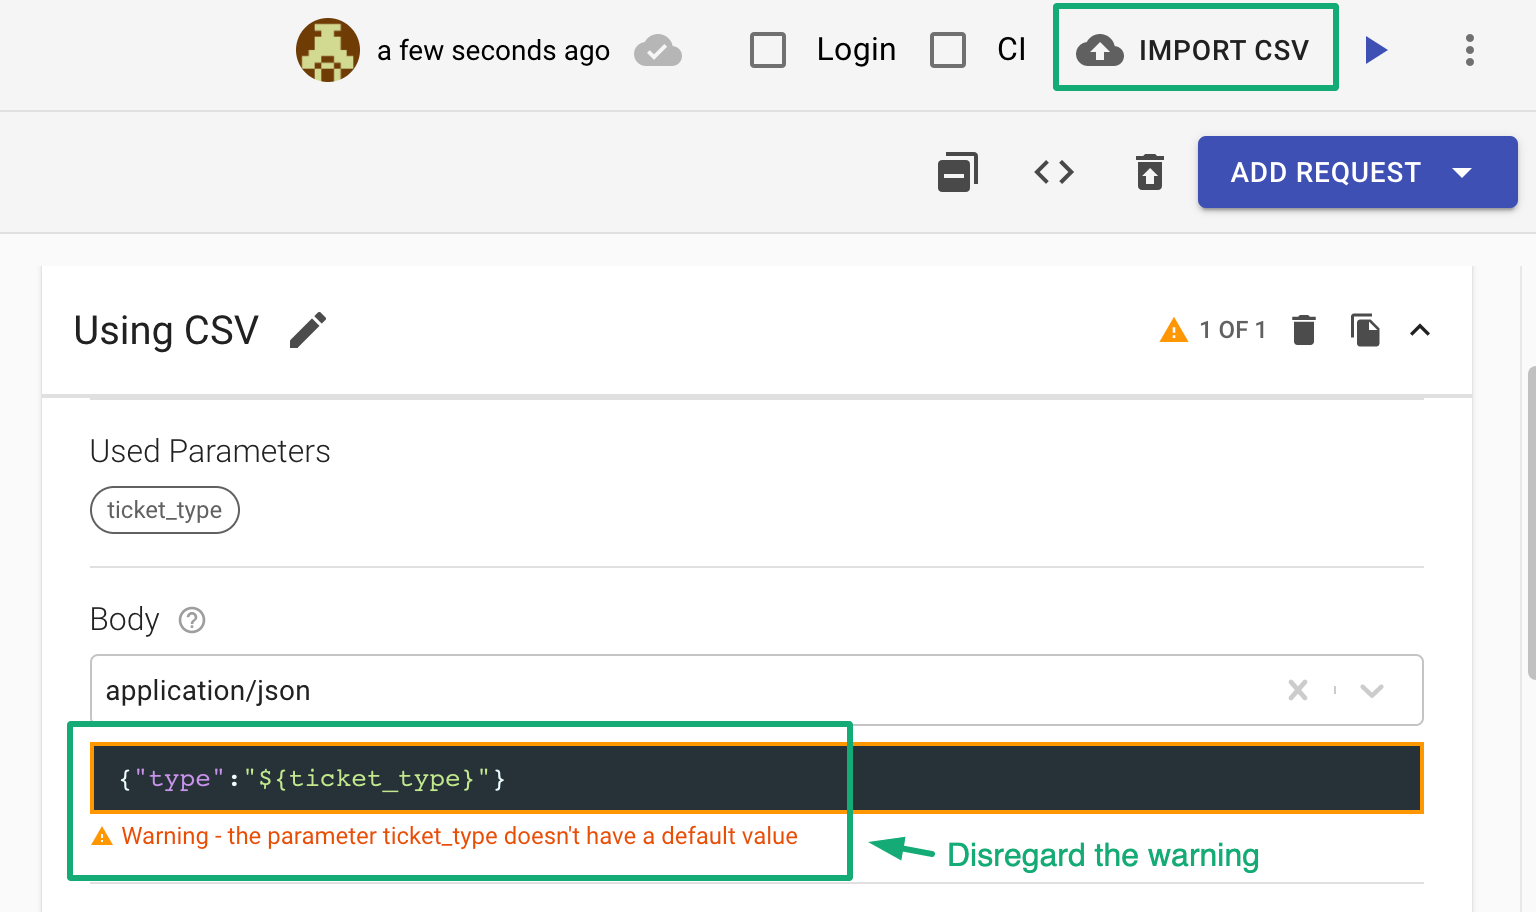 a few seconds ago Login CI IMPORT CSV
ADD REQUEST
Using CSV 1 OF 1
Used Parameters
ticket_type
Body ?
application/json
{"type":"${ticket_type}"}
Warning - the parameter ticket_type doesn't have a default value
Disregard the warning